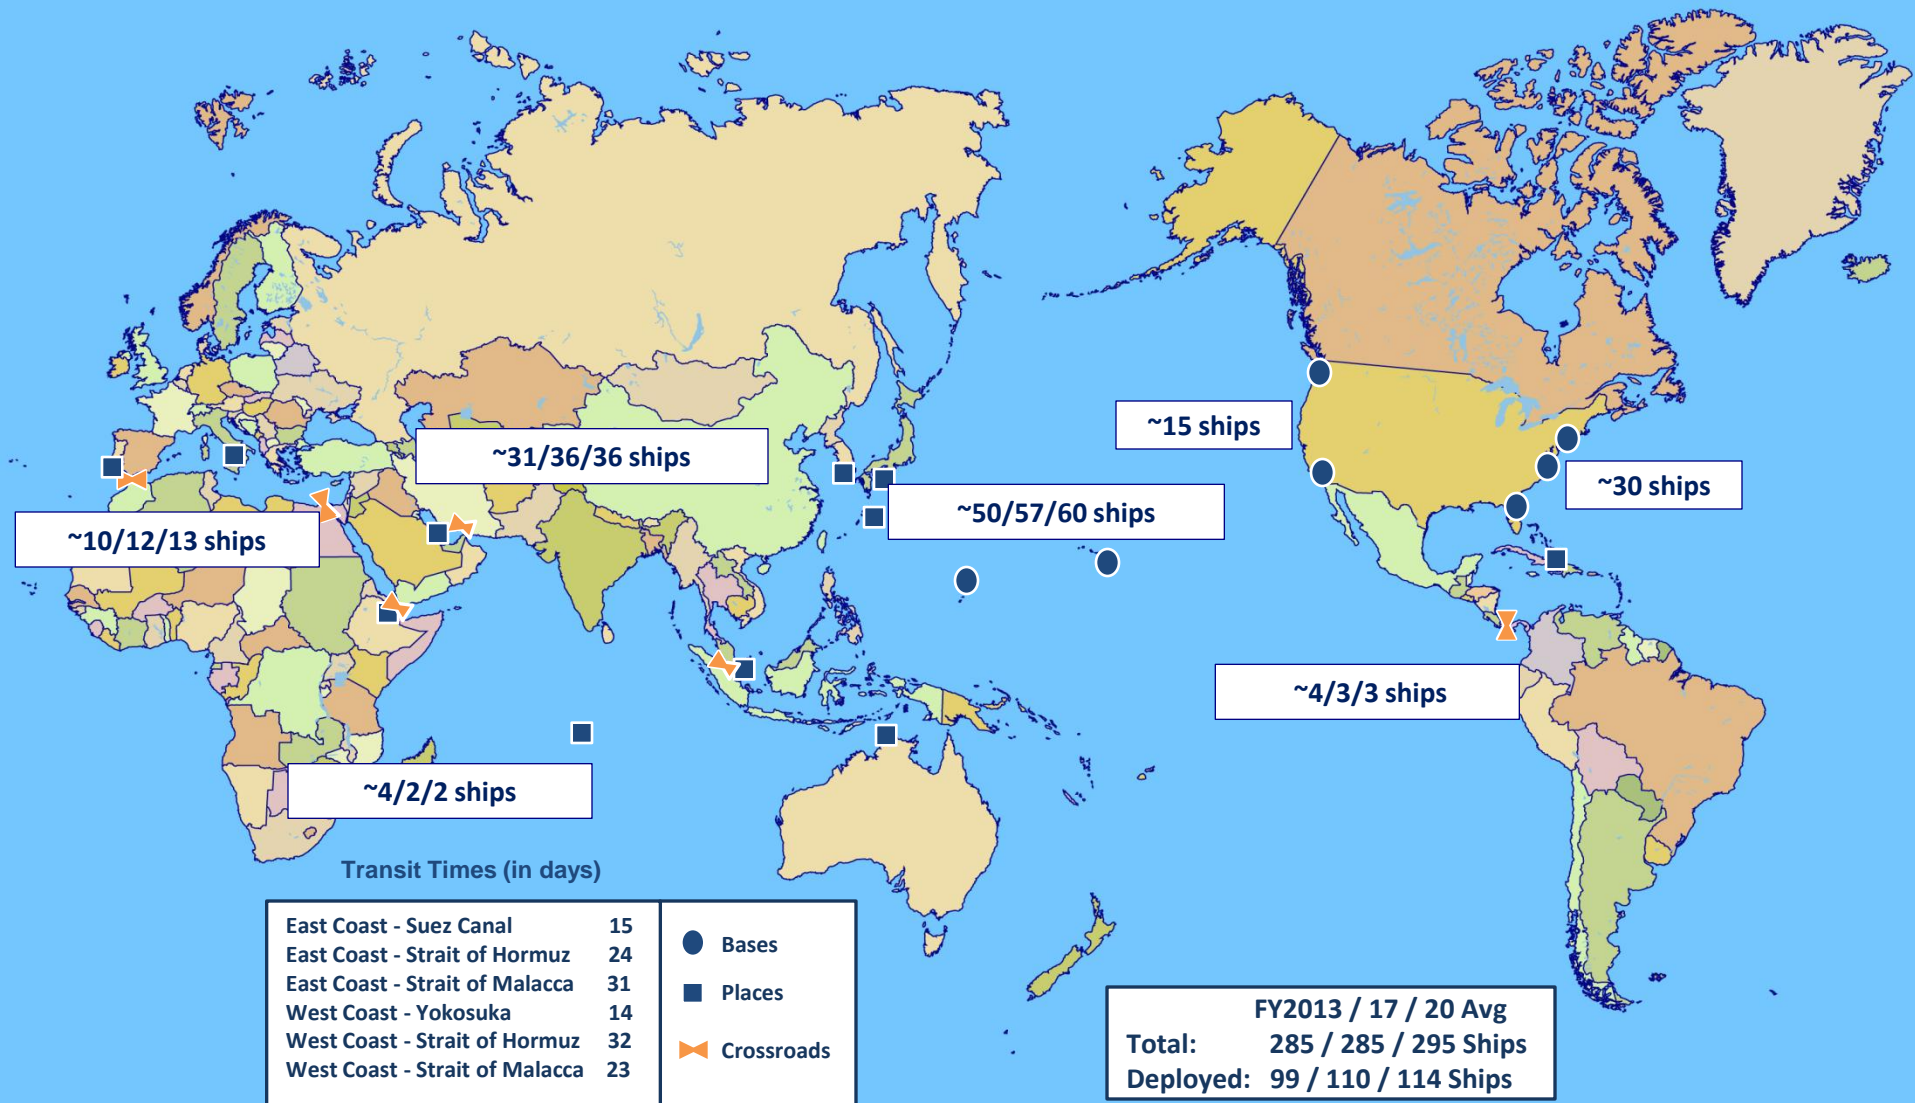 ~15 ships
~31/36/36 ships
~30 ships
~50/57/60 ships
~10/12/13 ships
~4/3/3 ships
~4/2/2 ships
Transit Times (in days)
East Coast - Suez Canal 15
East Coast - Strait of Hormuz 24
East Coast - Strait of Malacca 31
West Coast - Yokosuka 14
West Coast - Strait of Hormuz 32
West Coast - Strait of Malacca 23
Bases
Places
Crossroads
FY2013 / 17 / 20 Avg
Total: 285 / 285 / 295 Ships
Deployed: 99 / 110 / 114 Ships